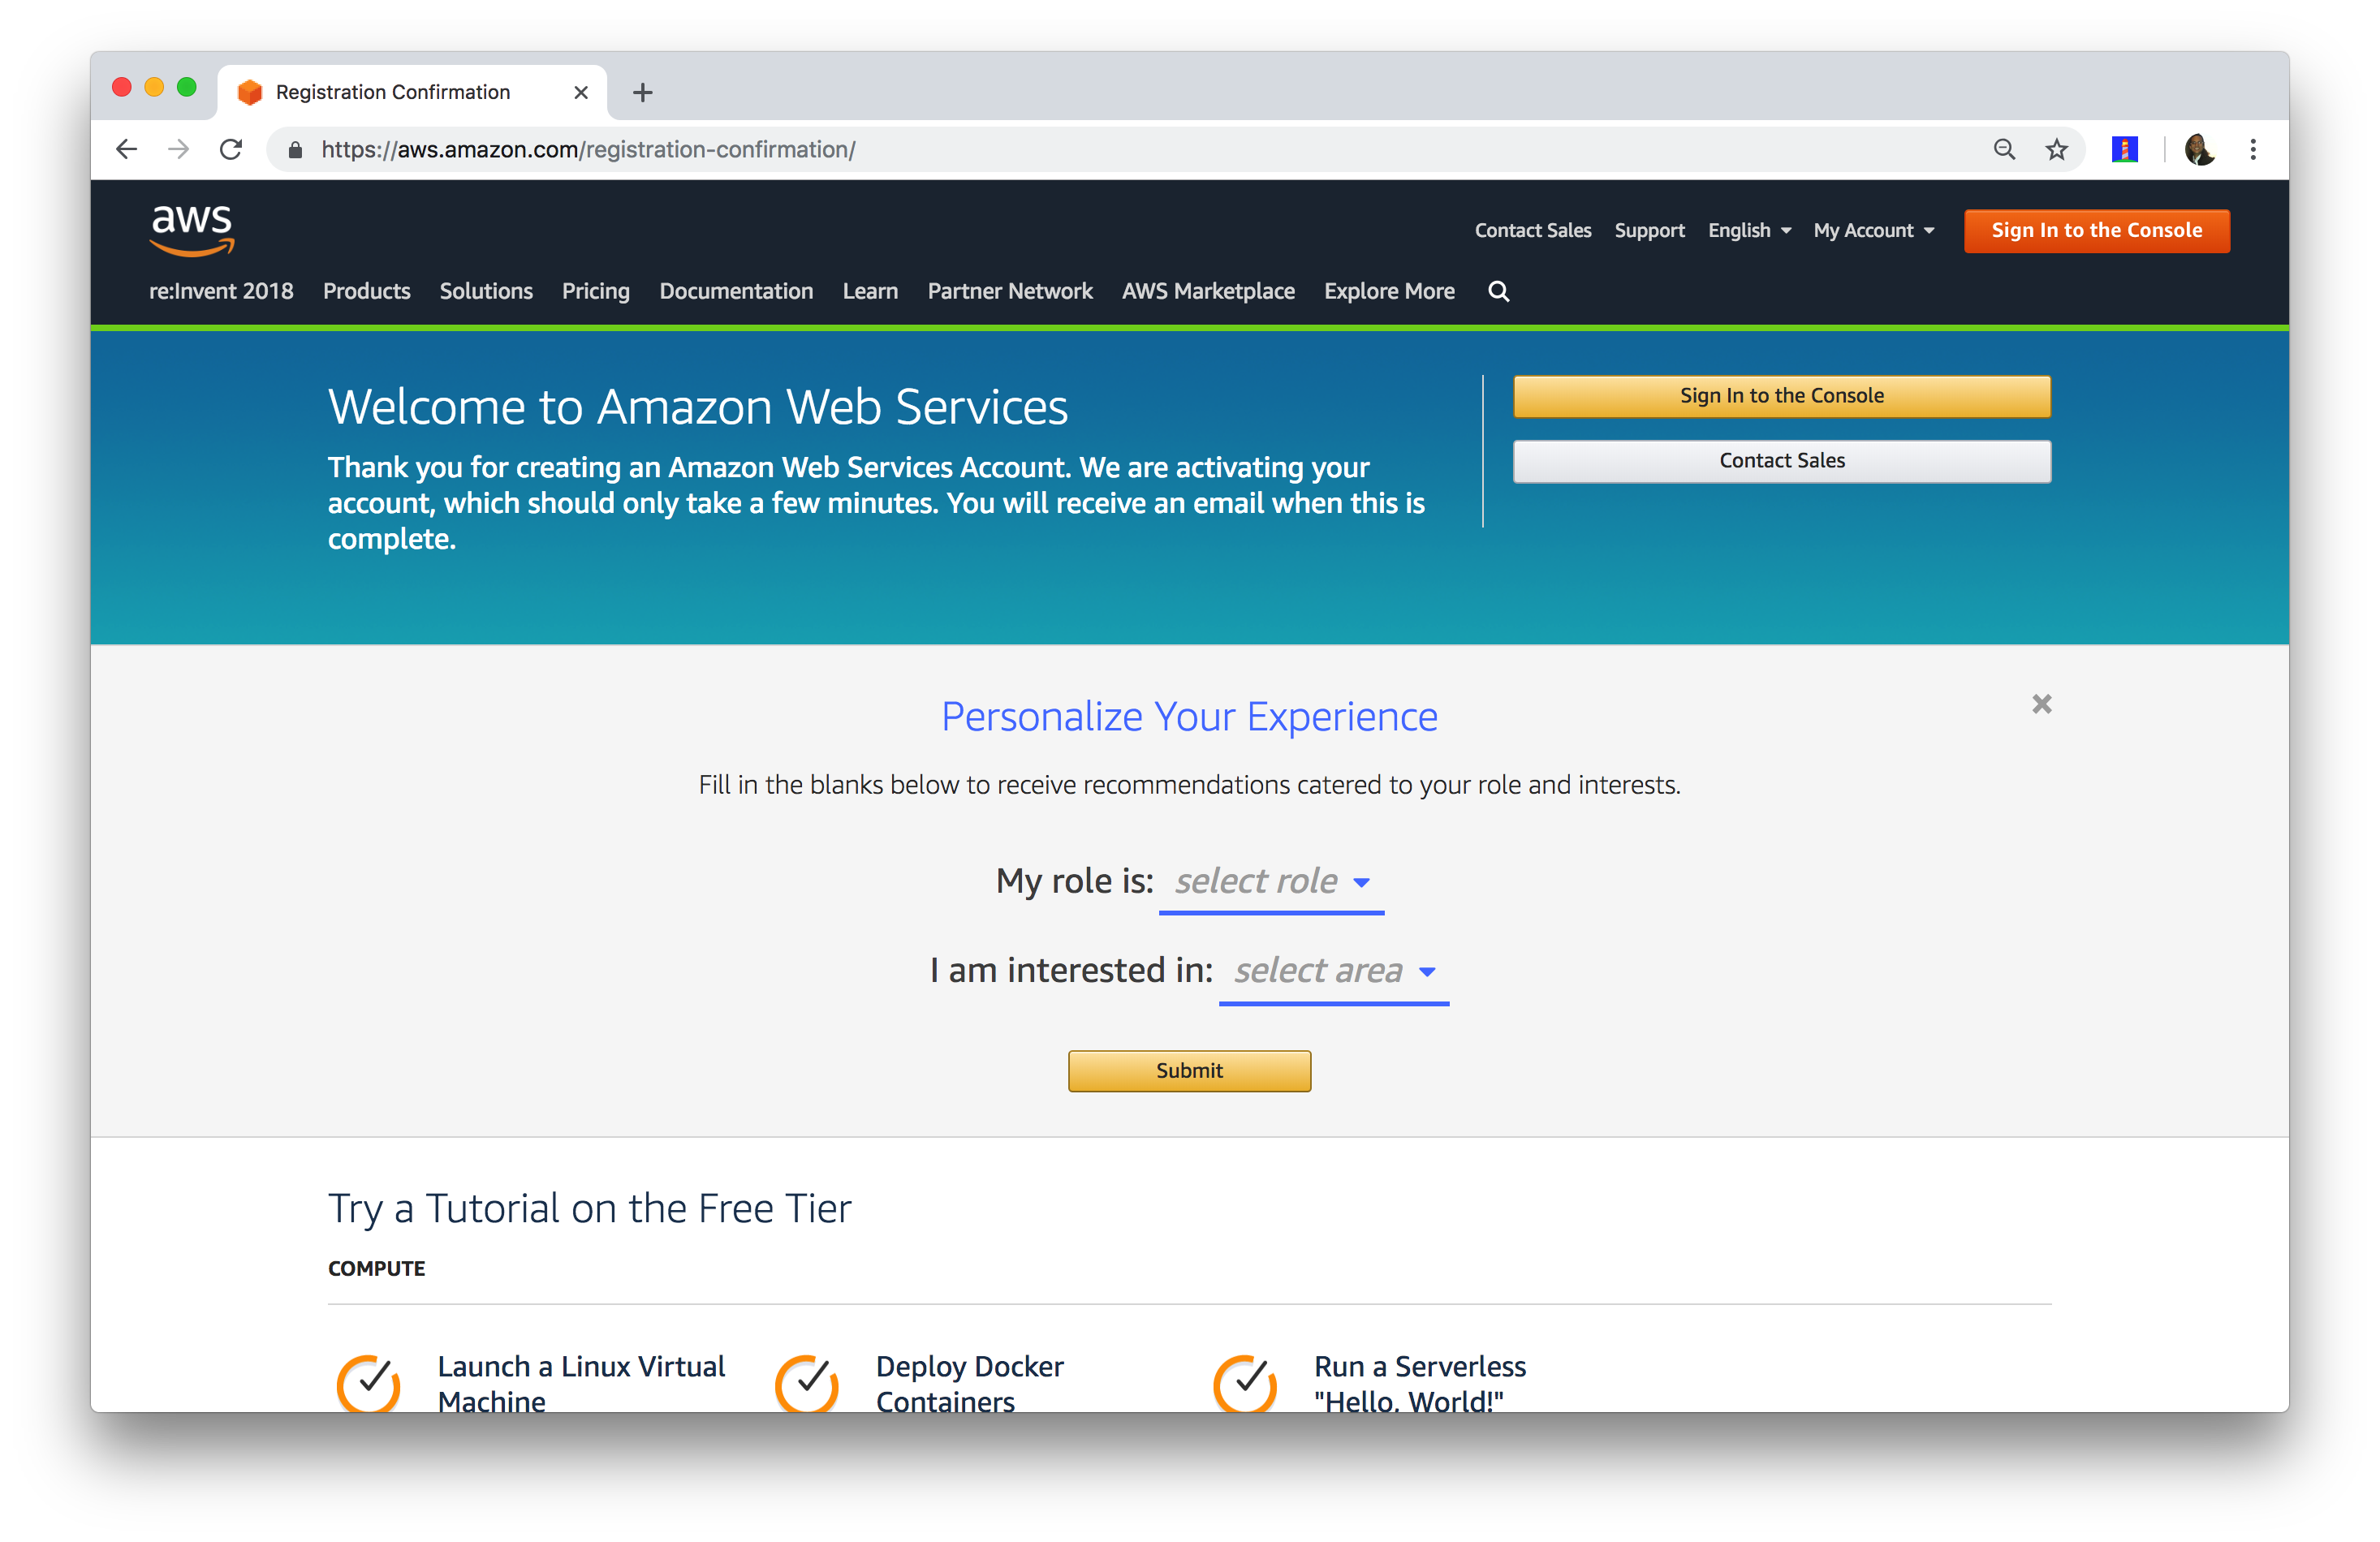 Registration Confirmation
https://aws.amazon.com/registration-confirmation/
aws
Contact Sales Support English My Account Sign In to the Console
re:Invent 2018 Products Solutions Pricing Documentation Learn Partner Network AWS Marketplace Explore More
Welcome to Amazon Web Services
Thank you for creating an Amazon Web Services Account. We are activating your
account, which should only take a few minutes. You will receive an email when this is
complete.
Sign In to the Console
Contact Sales
Personalize Your Experience
Fill in the blanks below to receive recommendations catered to your role and interests.
My role is: select role
I am interested in: select area
Submit
Try a Tutorial on the Free Tier
COMPUTE
Launch a Linux Virtual
Machine
Deploy Docker
Containers
Run a Serverless
"Hello, World!"